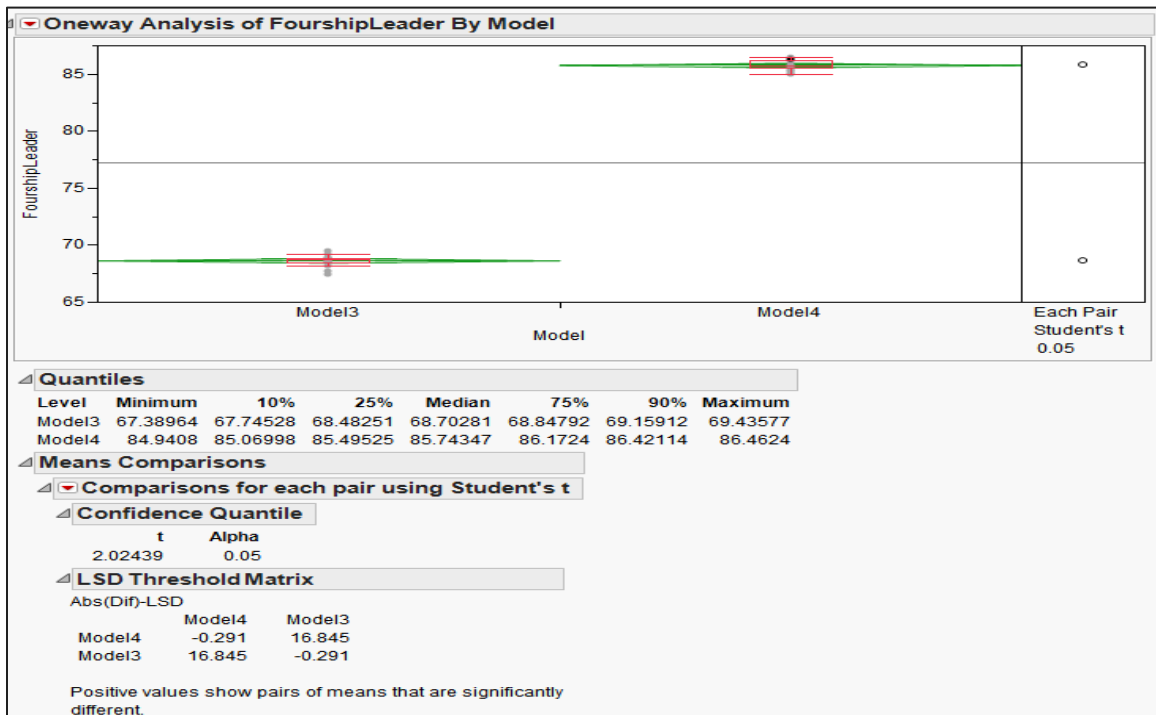 Oneway Analysis of FourshipLeader By Model
FourshipLeader
85
80
75
70
65
Model3 Model4
Model
Each Pair
Student's t
0.05
Quantiles
Level Minimum 10% 25% Median 75% 90% Maximum
Model3 67.38964 67.74528 68.48251 68.70281 68.84792 69.15912 69.43577
Model4 84.9408 85.06998 85.49525 85.74347 86.1724 86.42114 86.4624
Means Comparisons
Comparisons for each pair using Student's t
Confidence Quantile
t Alpha
2.02439 0.05
LSD Threshold Matrix
Abs(Dif)-LSD
Model4 Model3
Model4 -0.291 16.845
Model3 16.845 -0.291
Positive values show pairs of means that are significantly
different.